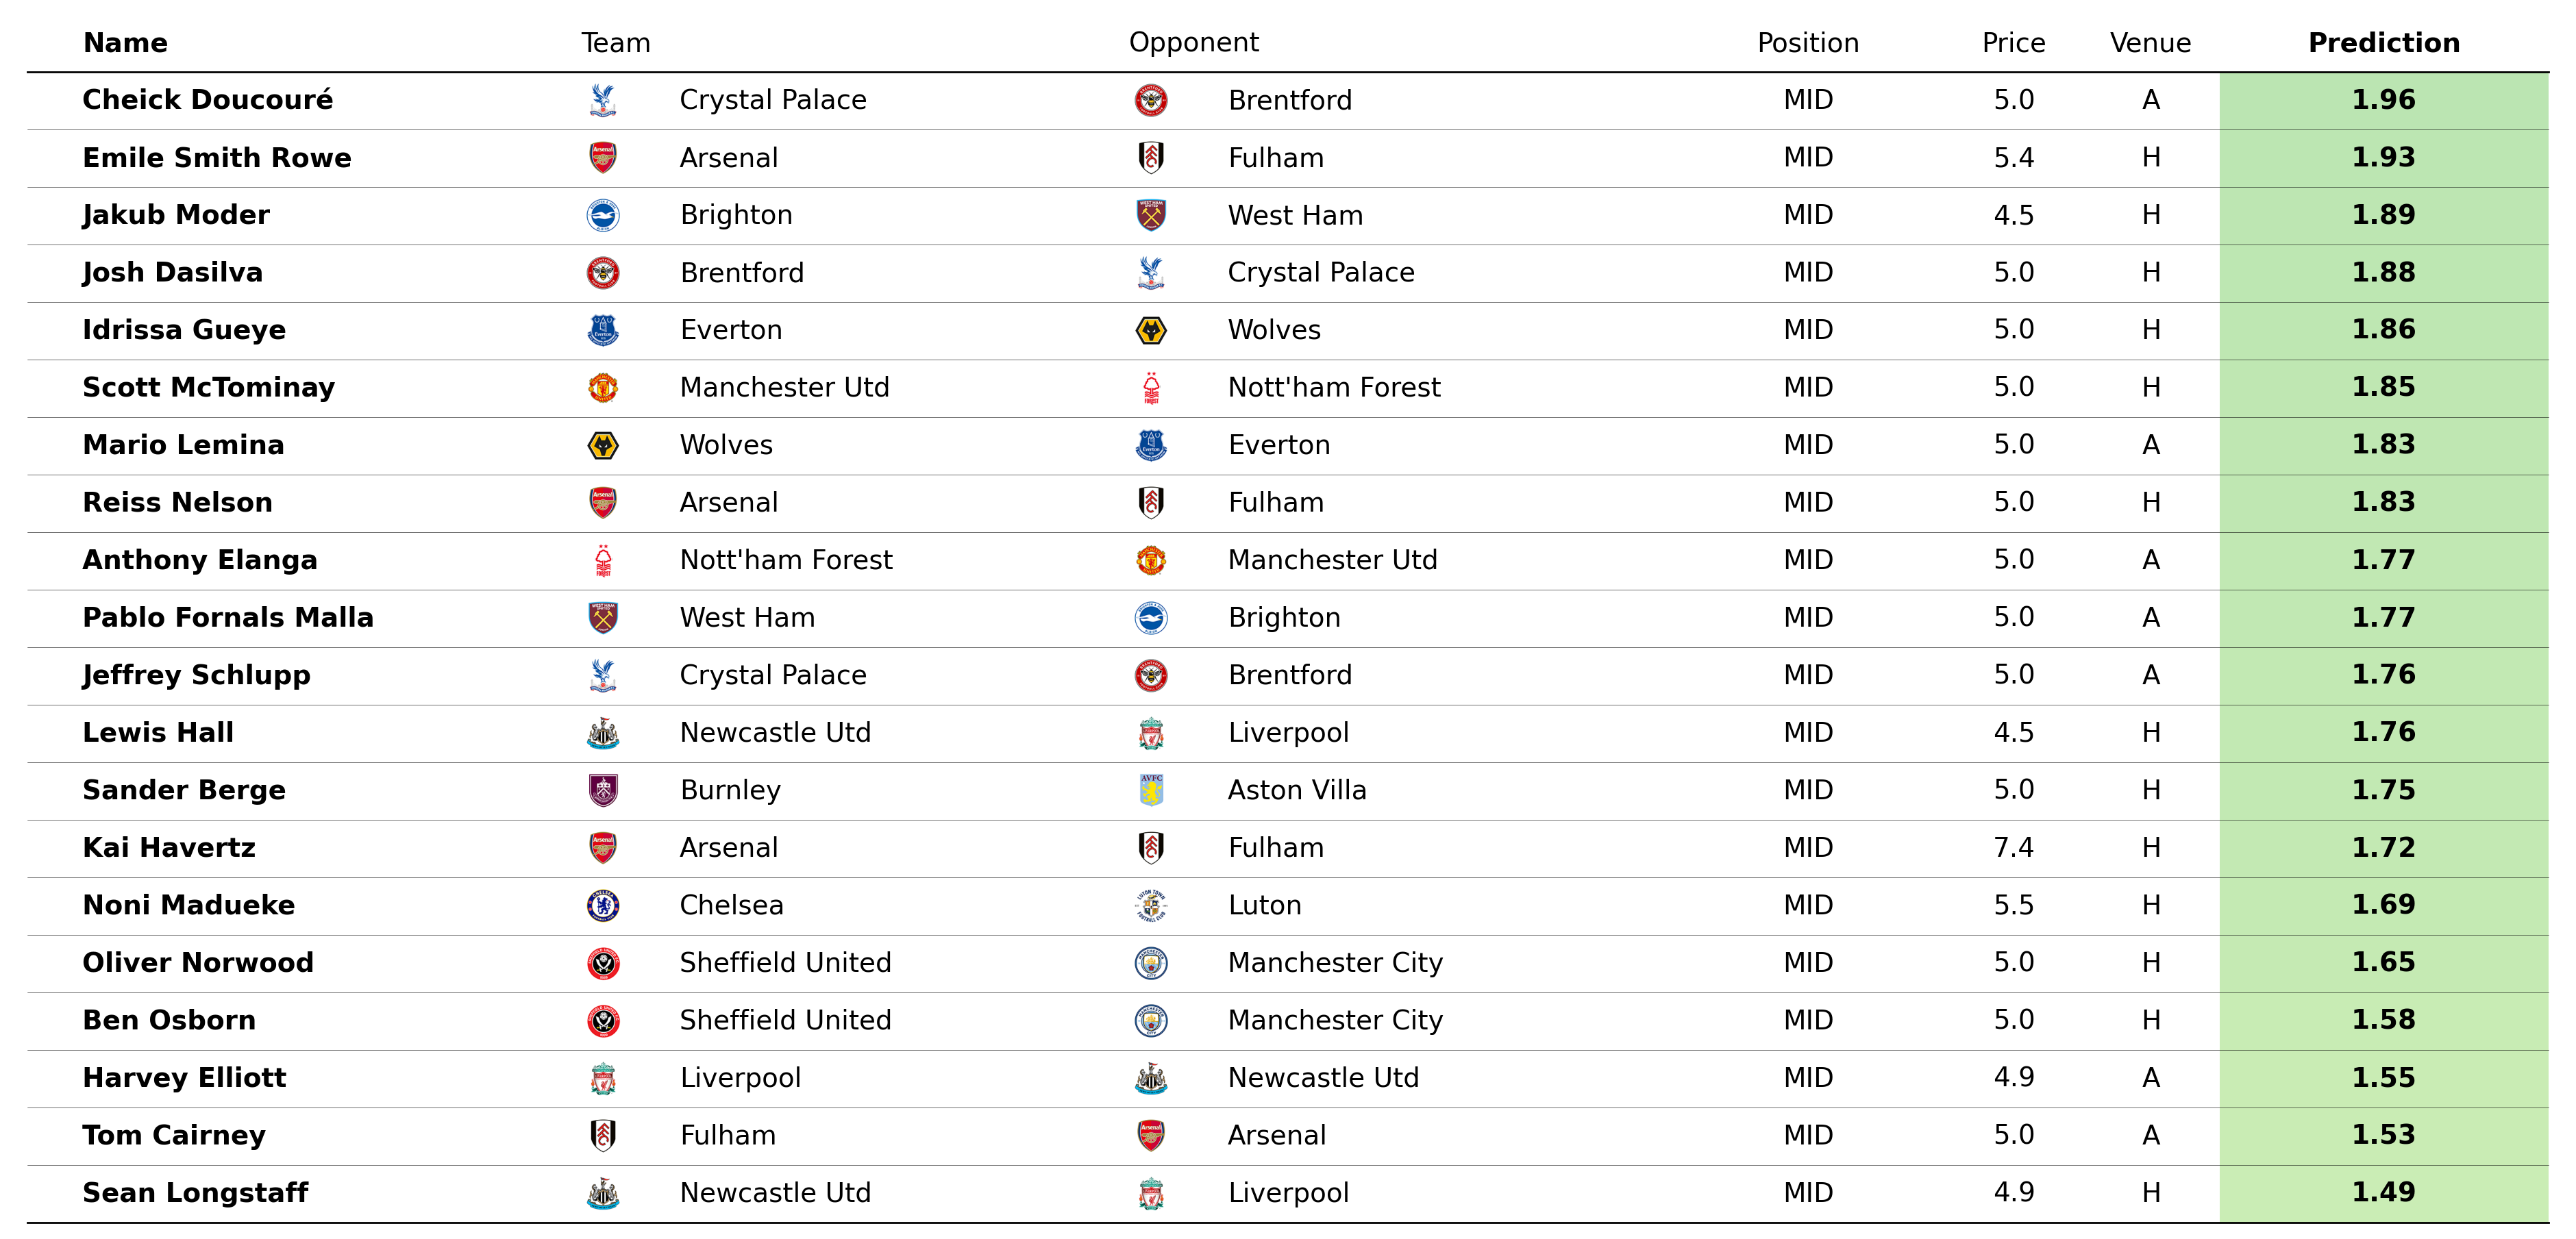 Name Team Opponent Position Price Venue Prediction
Cheick Doucouré Crystal Palace Brentford MID 5.0 A 1.96
Emile Smith Rowe Arsenal Fulham MID 5.4 H 1.93
Jakub Moder Brighton West Ham MID 4.5 H 1.89
Josh Dasilva Brentford Crystal Palace MID 5.0 H 1.88
Idrissa Gueye Everton Wolves MID 5.0 H 1.86
Scott McTominay Manchester Utd Nott'ham Forest MID 5.0 H 1.85
Mario Lemina Wolves Everton MID 5.0 A 1.83
Reiss Nelson Arsenal Fulham MID 5.0 H 1.83
Anthony Elanga Nott'ham Forest Manchester Utd MID 5.0 A 1.77
Pablo Fornals Malla West Ham Brighton MID 5.0 A 1.77
Jeffrey Schlupp Crystal Palace Brentford MID 5.0 A 1.76
Lewis Hall Newcastle Utd Liverpool MID 4.5 H 1.76
Sander Berge Burnley Aston Villa MID 5.0 H 1.75
Kai Havertz Arsenal Fulham MID 7.4 H 1.72
Noni Madueke Chelsea Luton MID 5.5 H 1.69
Oliver Norwood Sheffield United Manchester City MID 5.0 H 1.65
Ben Osborn Sheffield United Manchester City MID 5.0 H 1.58
Harvey Elliott Liverpool Newcastle Utd MID 4.9 A 1.55
Tom Cairney Fulham Arsenal MID 5.0 A 1.53
Sean Longstaff Newcastle Utd Liverpool MID 4.9 H 1.49